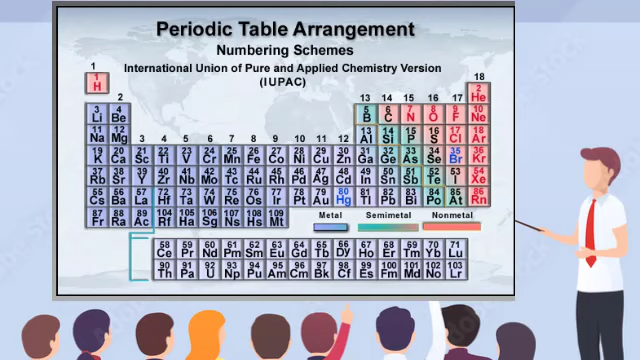 Periodic Table Arrangement
Numbering Schemes
International Union of Pure and Applied Chemistry Version
(IUPAC)
1
18
1 2
H He
2 13 14 15 16 17
3 4 5 6 7 8 9 10
Li Be B C N O F Ne
11 12 13 14 15 16 17 18
Na Mg 3 4 5 6 7 8 9 10 11 12 Al Si P S Cl Ar
19 20 21 22 23 24 25 26 27 28 29 30 31 32 33 34 35 36
K Ca Sc Ti V Cr Mn Fe Co Ni Cu Zn Ga Ge As Se Br Kr
37 38 39 40 41 42 43 44 45 46 47 48 49 50 51 52 53 54
Rb Sr Y Zr Nb Mo Tc Ru Rh Pd Ag Cd In Sn Sb Te I Xe
55 56 57 72 73 74 75 76 77 78 79 80 81 82 83 84 85 86
Cs Ba La Hf Ta W Re Os Ir Pt Au Hg Tl Pb Bi Po At Rn
87 88 89 104 105 106 107 108 109
Fr Ra Ac Rf Ha Sg Ns Hs Mt
Metal Semimetal Nonmetal
58 59 60 61 62 63 64 65 66 67 68 69 70 71
Ce Pr Nd Pm Sm Eu Gd Tb Dy Ho Er Tm Yb Lu
90 91 92 93 94 95 96 97 98 99 100 101 102 103
Th Pa U Np Pu Am Cm Bk Cf Es Fm Md No Lr